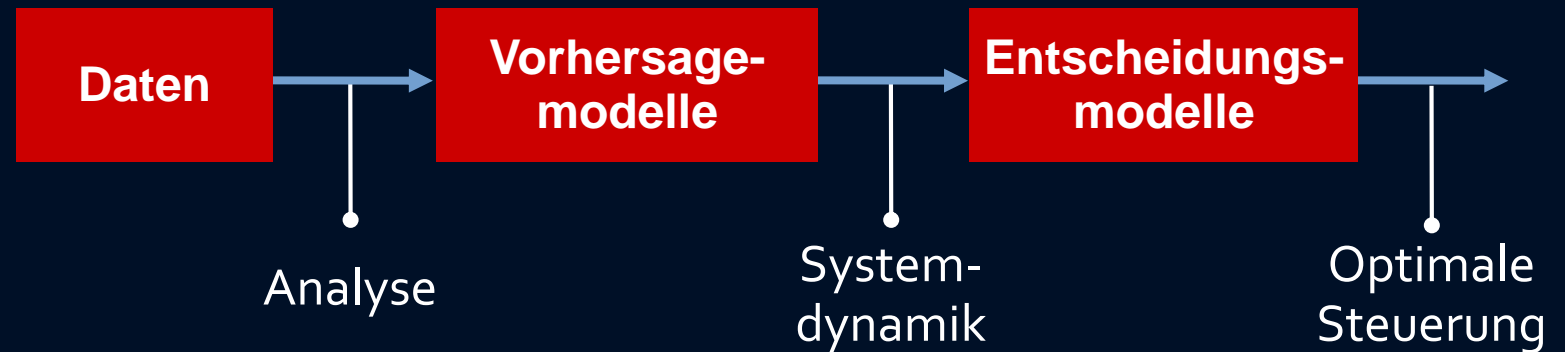 Daten
Vorhersage-
modelle
Entscheidungs-
modelle
Analyse
System-
dynamik
Optimale
Steuerung